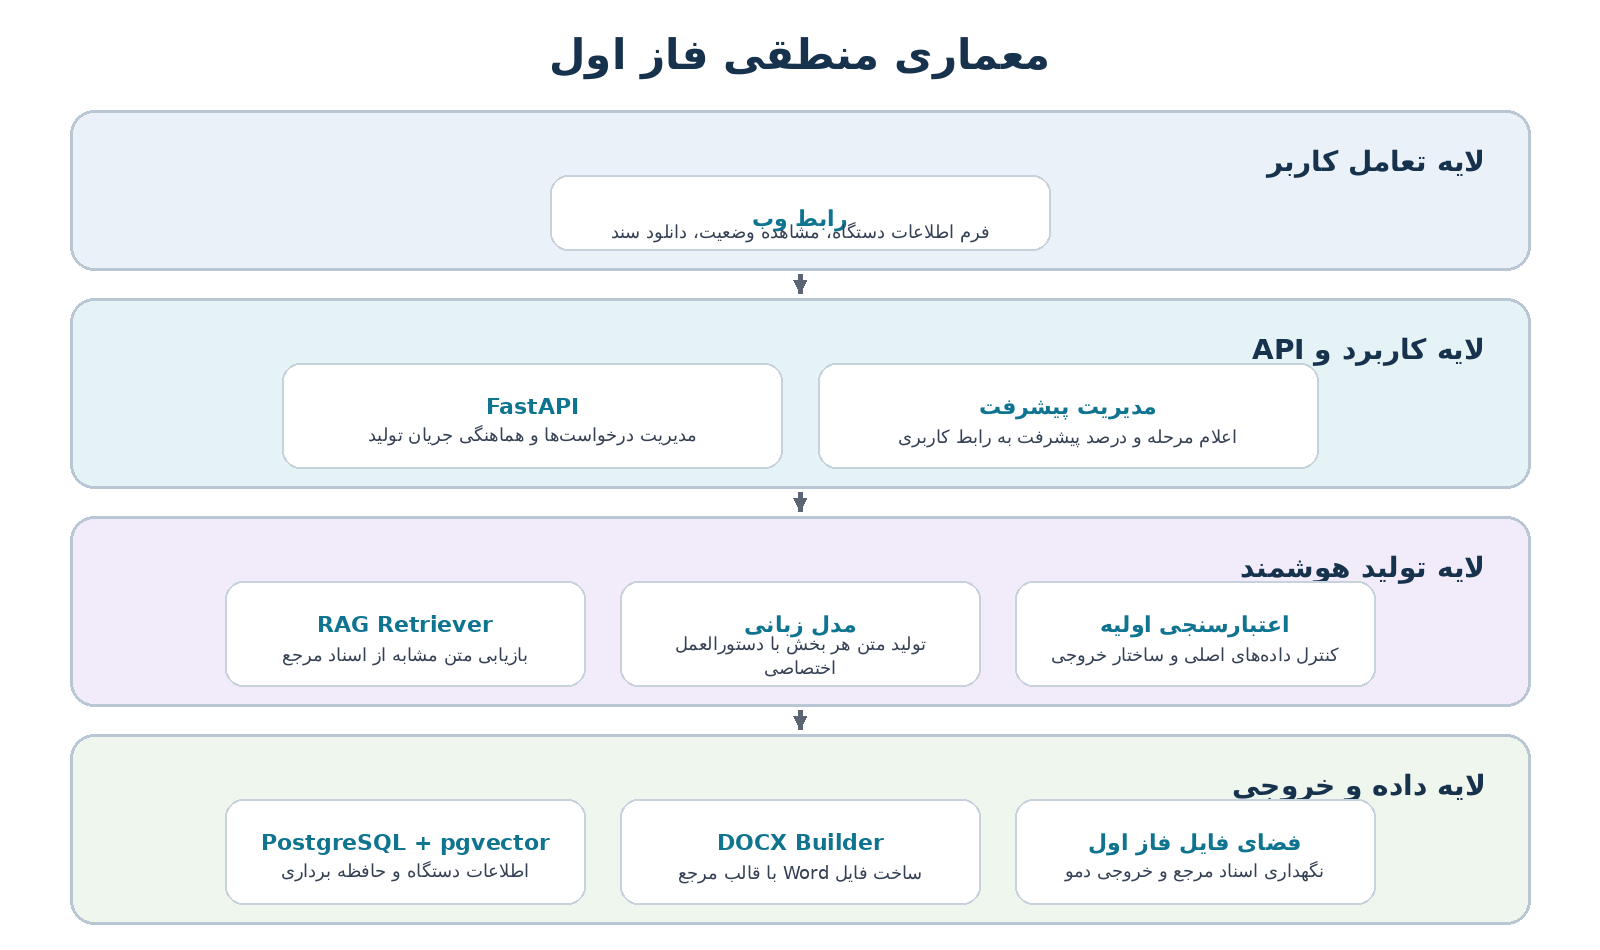 معماری منطقی فاز اول
لایه تعامل کاربر
رابط وب
فرم اطلاعات دستگاه، مشاهده وضعیت، دانلود سند
لایه کاربرد و API
مدیریت پیشرفت
اعلام مرحله و درصد پیشرفت به رابط کاربری
FastAPI
مدیریت درخواست‌ها و هماهنگی جریان تولید
لایه تولید هوشمند
اعتبارسنجی اولیه
کنترل داده‌های اصلی و ساختار خروجی
مدل زبانی
تولید متن هر بخش با دستورالعمل
اختصاصی
RAG Retriever
بازیابی متن مشابه از اسناد مرجع
لایه داده و خروجی
فضای فایل فاز اول
نگهداری اسناد مرجع و خروجی دمو
DOCX Builder
ساخت فایل Word با قالب مرجع
PostgreSQL + pgvector
اطلاعات دستگاه و حافظه برداری